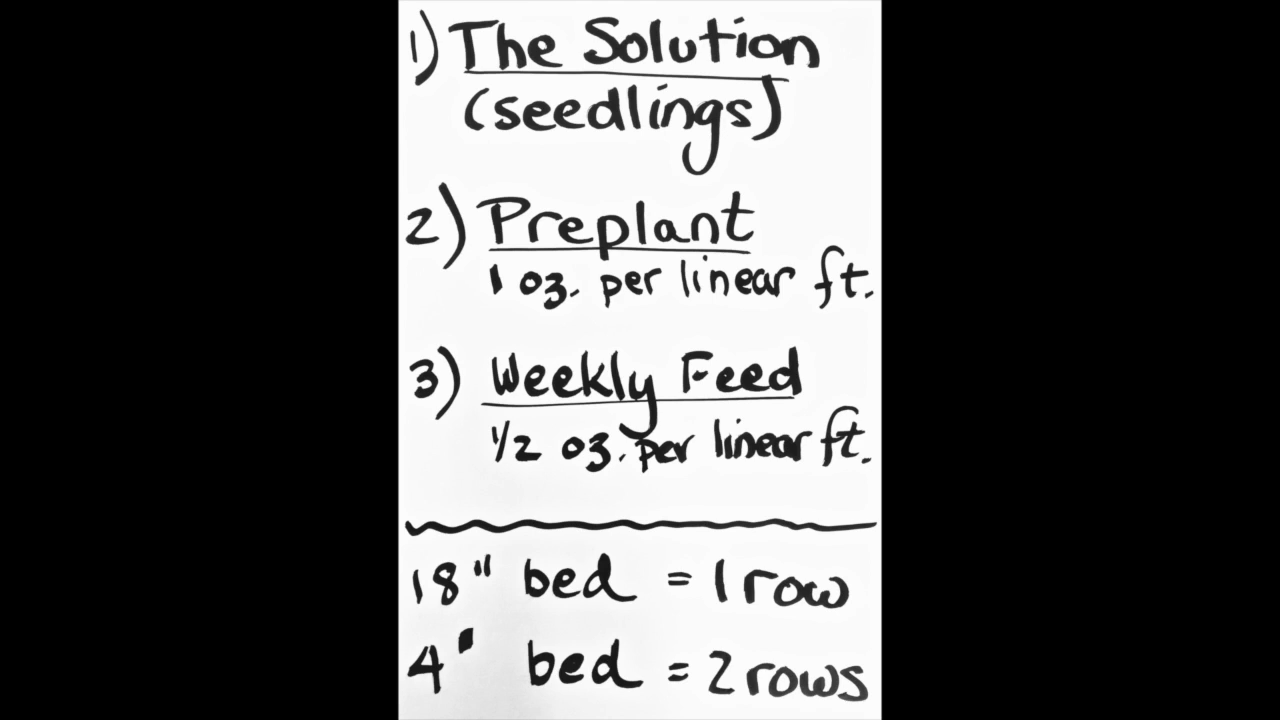 1) The Solution
(seedlings)
2) Preplant
1 oz. per linear ft.
3) Weekly Feed
1/2 oz. per linear ft.
18" bed = 1 row
4' bed = 2 rows